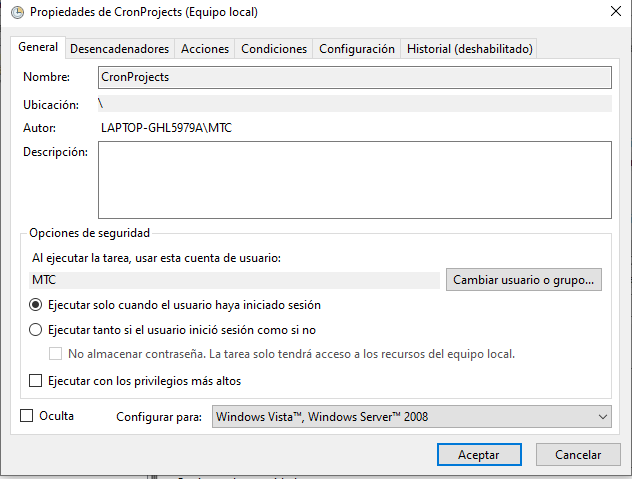 Propiedades de CronProjects (Equipo local)
General Desencadenadores Acciones Condiciones Configuración Historial (deshabilitado)
Nombre: CronProjects
Ubicación: \
Autor: LAPTOP-GHL5979A\MTC
Descripción:
Opciones de seguridad
Al ejecutar la tarea, usar esta cuenta de usuario:
MTC Cambiar usuario o grupo...
Ejecutar solo cuando el usuario haya iniciado sesión
Ejecutar tanto si el usuario inició sesión como si no
No almacenar contraseña. La tarea solo tendrá acceso a los recursos del equipo local.
Ejecutar con los privilegios más altos
Oculta Configurar para: Windows Vista™, Windows Server™ 2008
Aceptar Cancelar